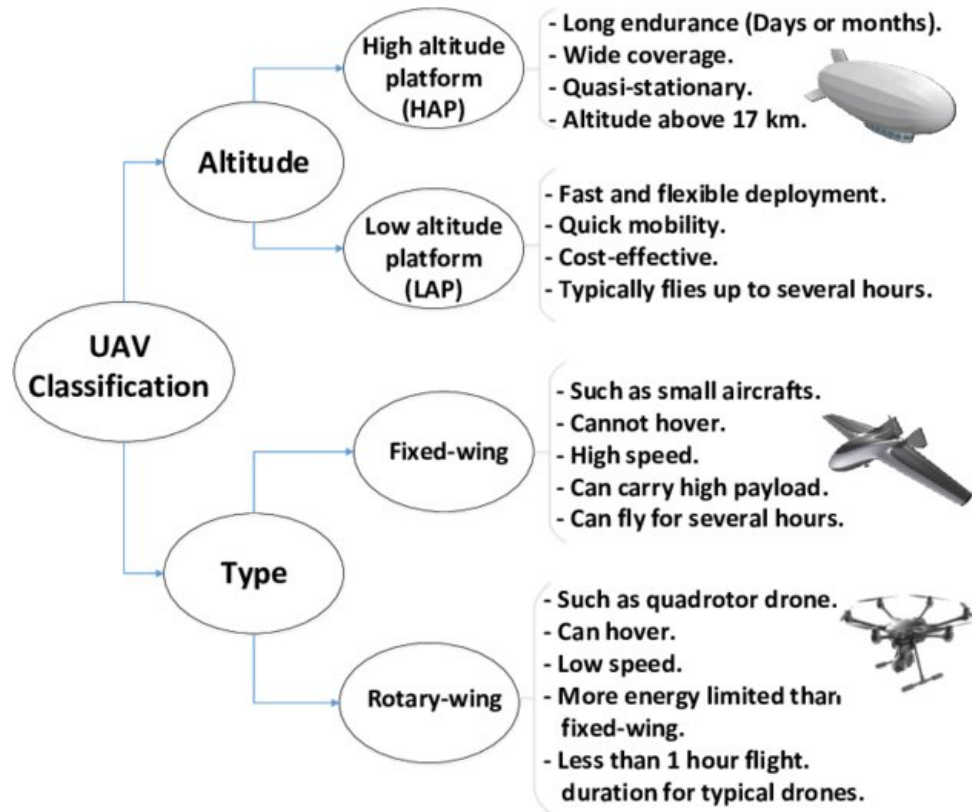 High altitude
platform
(HAP)
- Long endurance (Days or months).
- Wide coverage.
- Quasi-stationary.
- Altitude above 17 km.
Altitude
Low altitude
platform
(LAP)
- Fast and flexible deployment.
- Quick mobility.
- Cost-effective.
- Typically flies up to several hours.
UAV
Classification
Fixed-wing
- Such as small aircrafts.
- Cannot hover.
- High speed.
- Can carry high payload.
- Can fly for several hours.
Type
Rotary-wing
- Such as quadrotor drone.
- Can hover.
- Low speed.
- More energy limited than
fixed-wing.
- Less than 1 hour flight.
duration for typical drones.